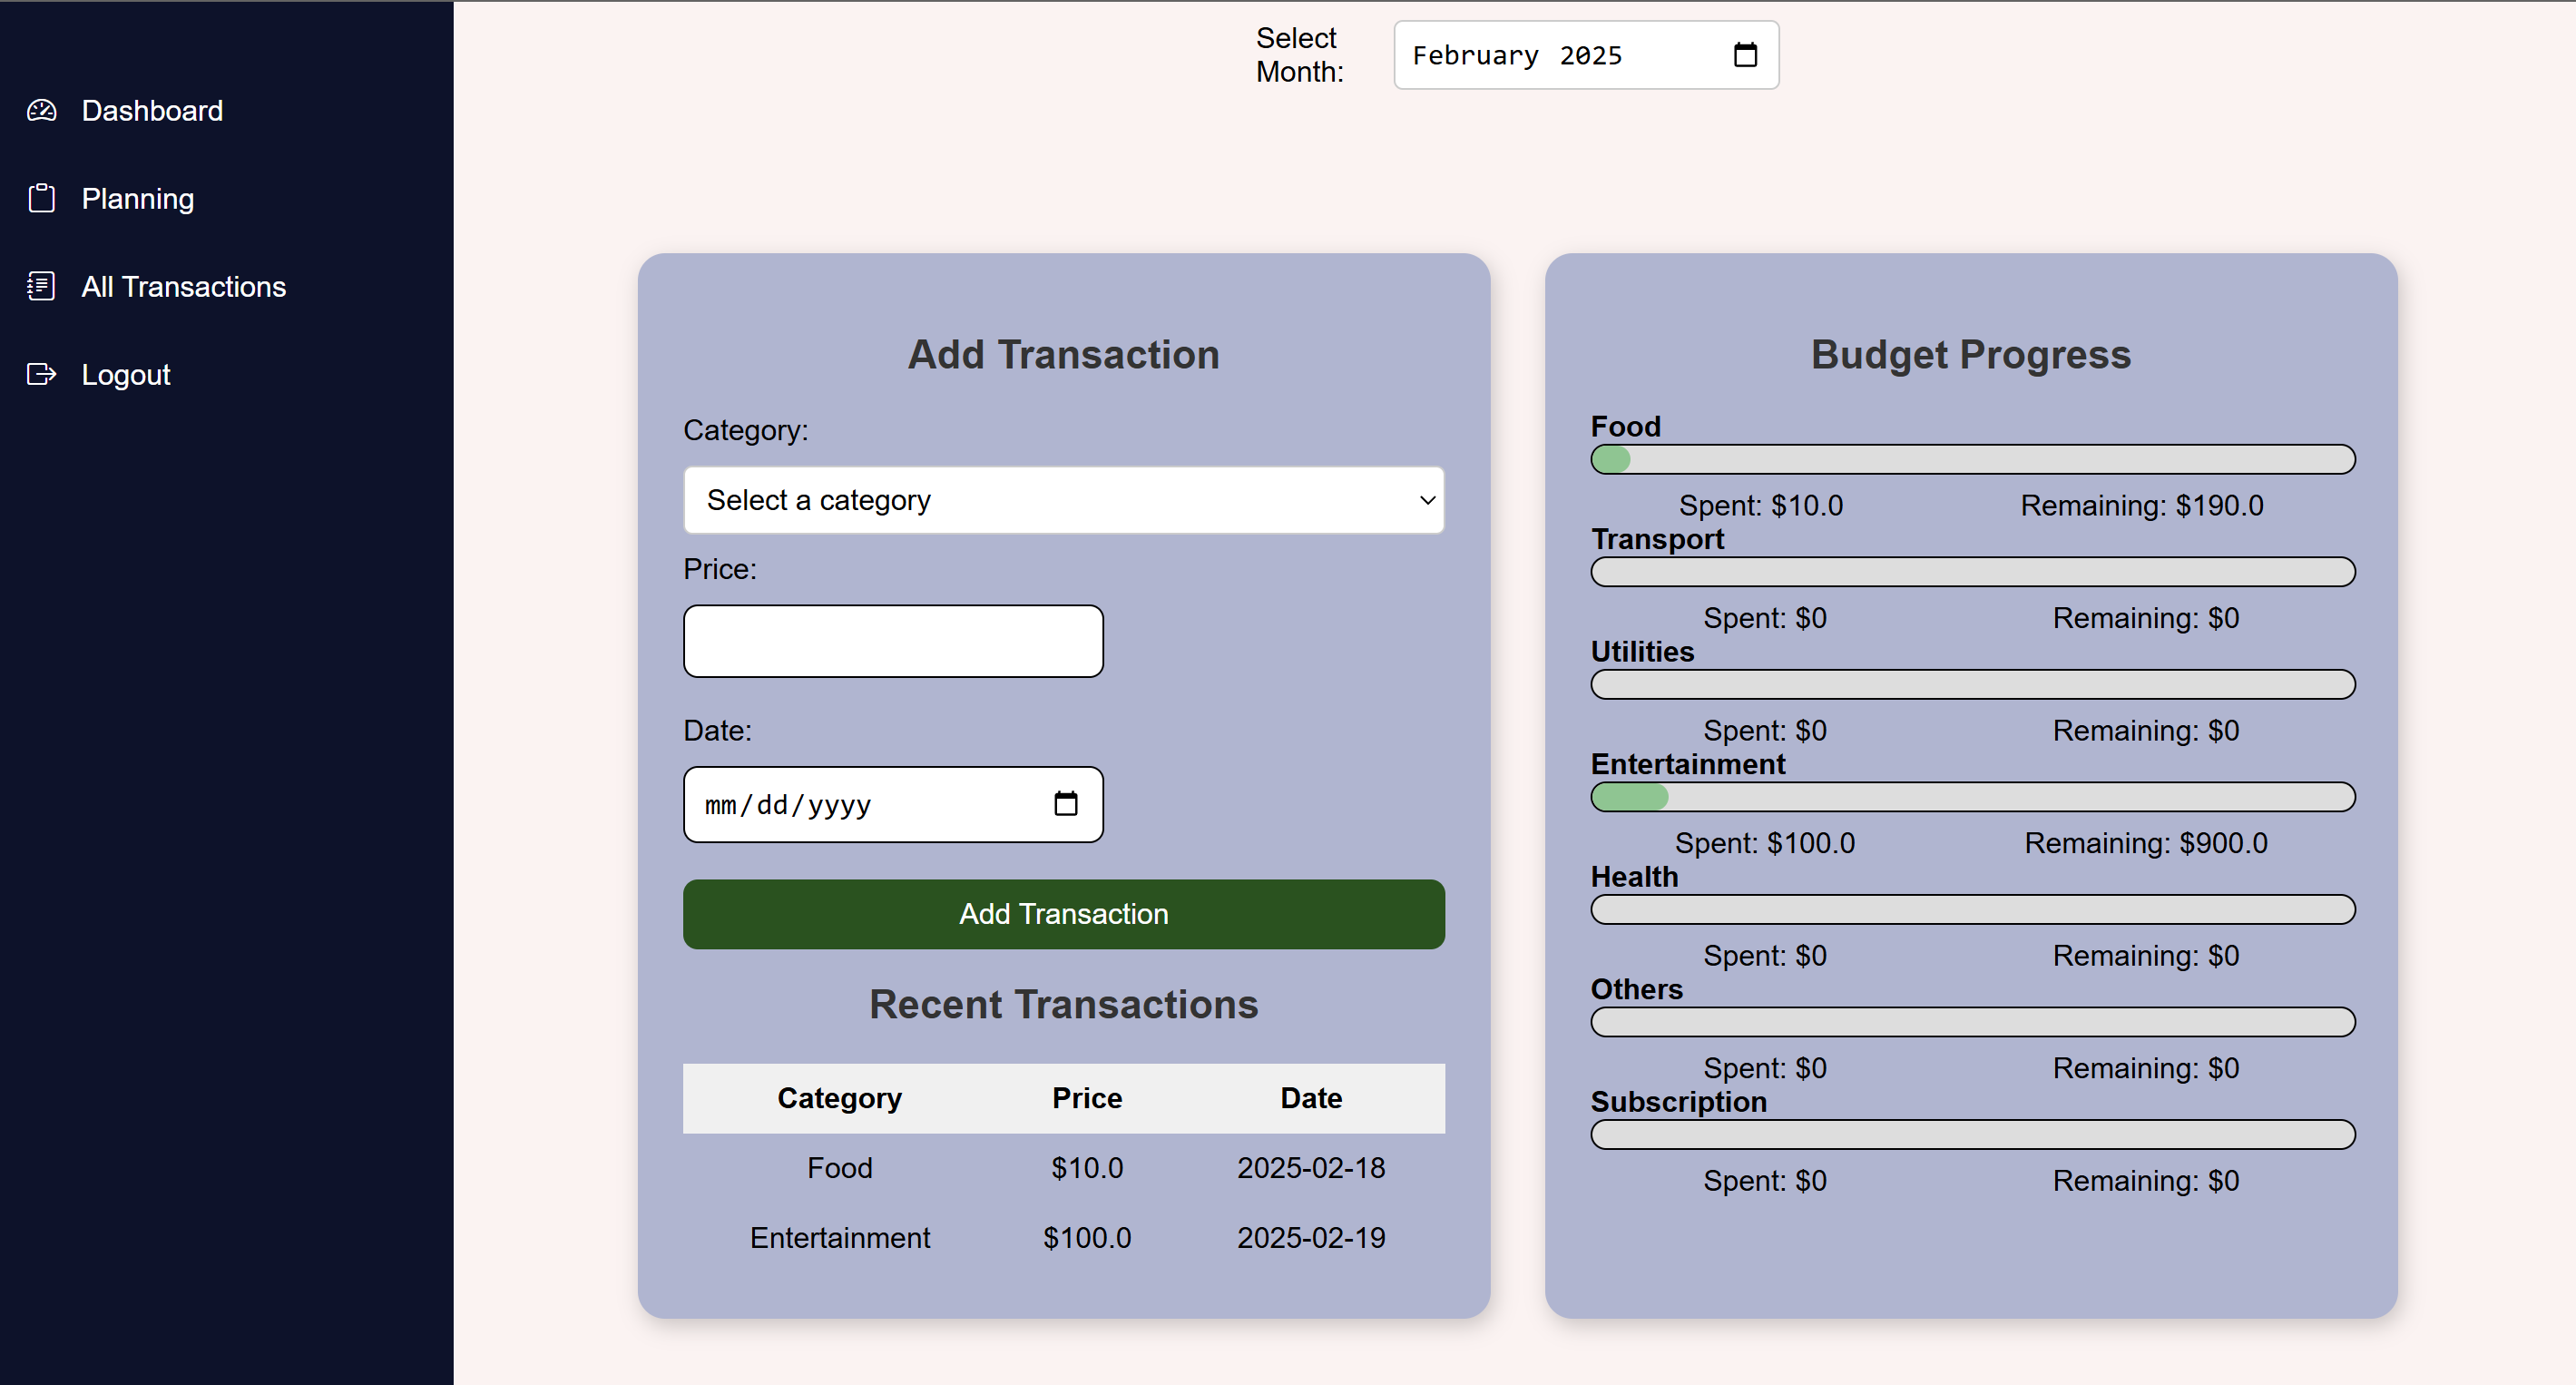 Dashboard
Planning
All Transactions
Logout
Select
Month:
February 2025
Add Transaction
Category:
Select a category
Price:
Date:
mm/dd/yyyy
Add Transaction
Recent Transactions
Category Price Date
Food $10.0 2025-02-18
Entertainment $100.0 2025-02-19
Budget Progress
Food
Spent: $10.0 Remaining: $190.0
Transport
Spent: $0 Remaining: $0
Utilities
Spent: $0 Remaining: $0
Entertainment
Spent: $100.0 Remaining: $900.0
Health
Spent: $0 Remaining: $0
Others
Spent: $0 Remaining: $0
Subscription
Spent: $0 Remaining: $0